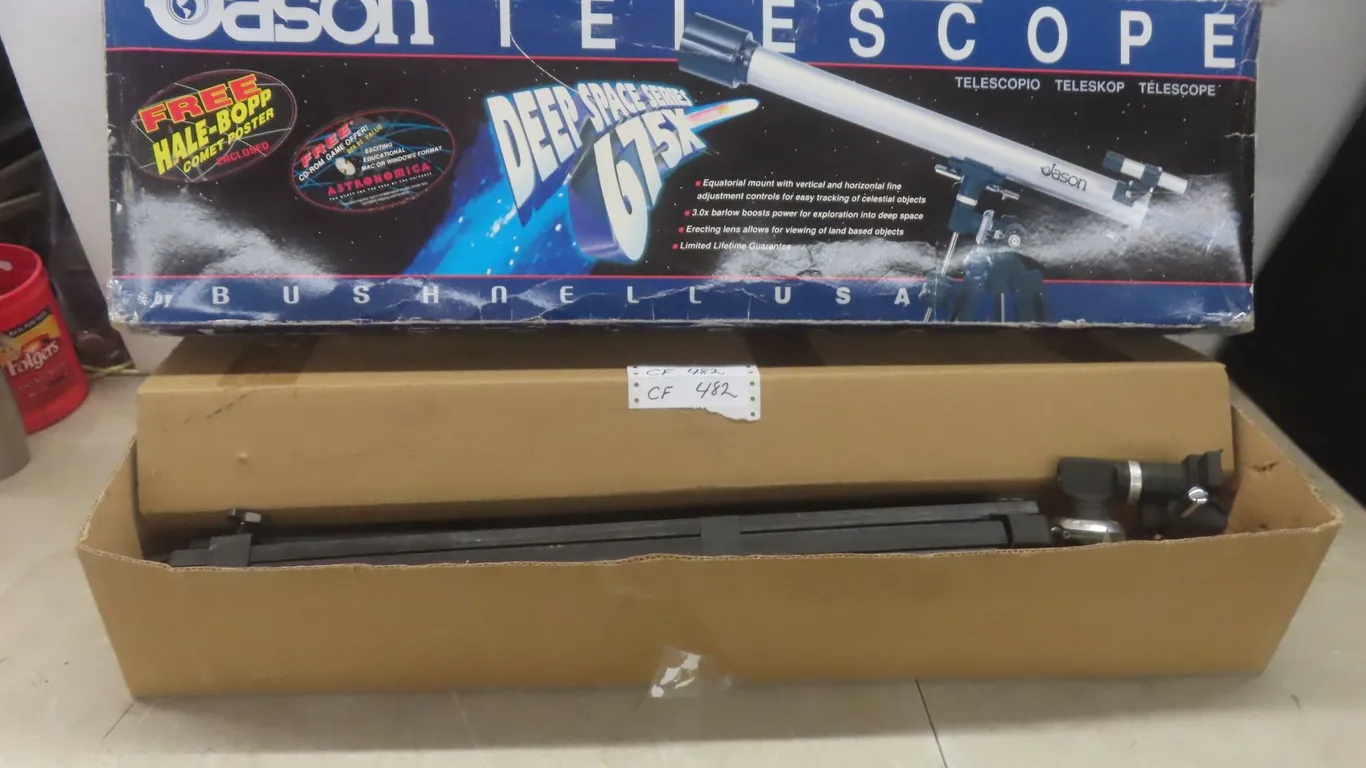 Jason TELESCOPE
TELESCOPIO TELESKOP TÉLESCOPE
FREE
HALE-BOPP
COMET POSTER
ENCLOSED
FREE
CD-ROM GAME OFFER!
VALUE
EXCITING
EDUCATIONAL
MAC OR WINDOWS FORMAT
ASTRONOMICA
DEEP SPACE SERIES
675X
Equatorial mount with vertical and horizontal fine
adjustment controls for easy tracking of celestial objects
3.0x barlow boosts power for exploration into deep space
Erecting lens allows for viewing of land based objects
Limited Lifetime Guarantee
Jason
by BUSHNELL USA
Folgers
CF 482
CF 482